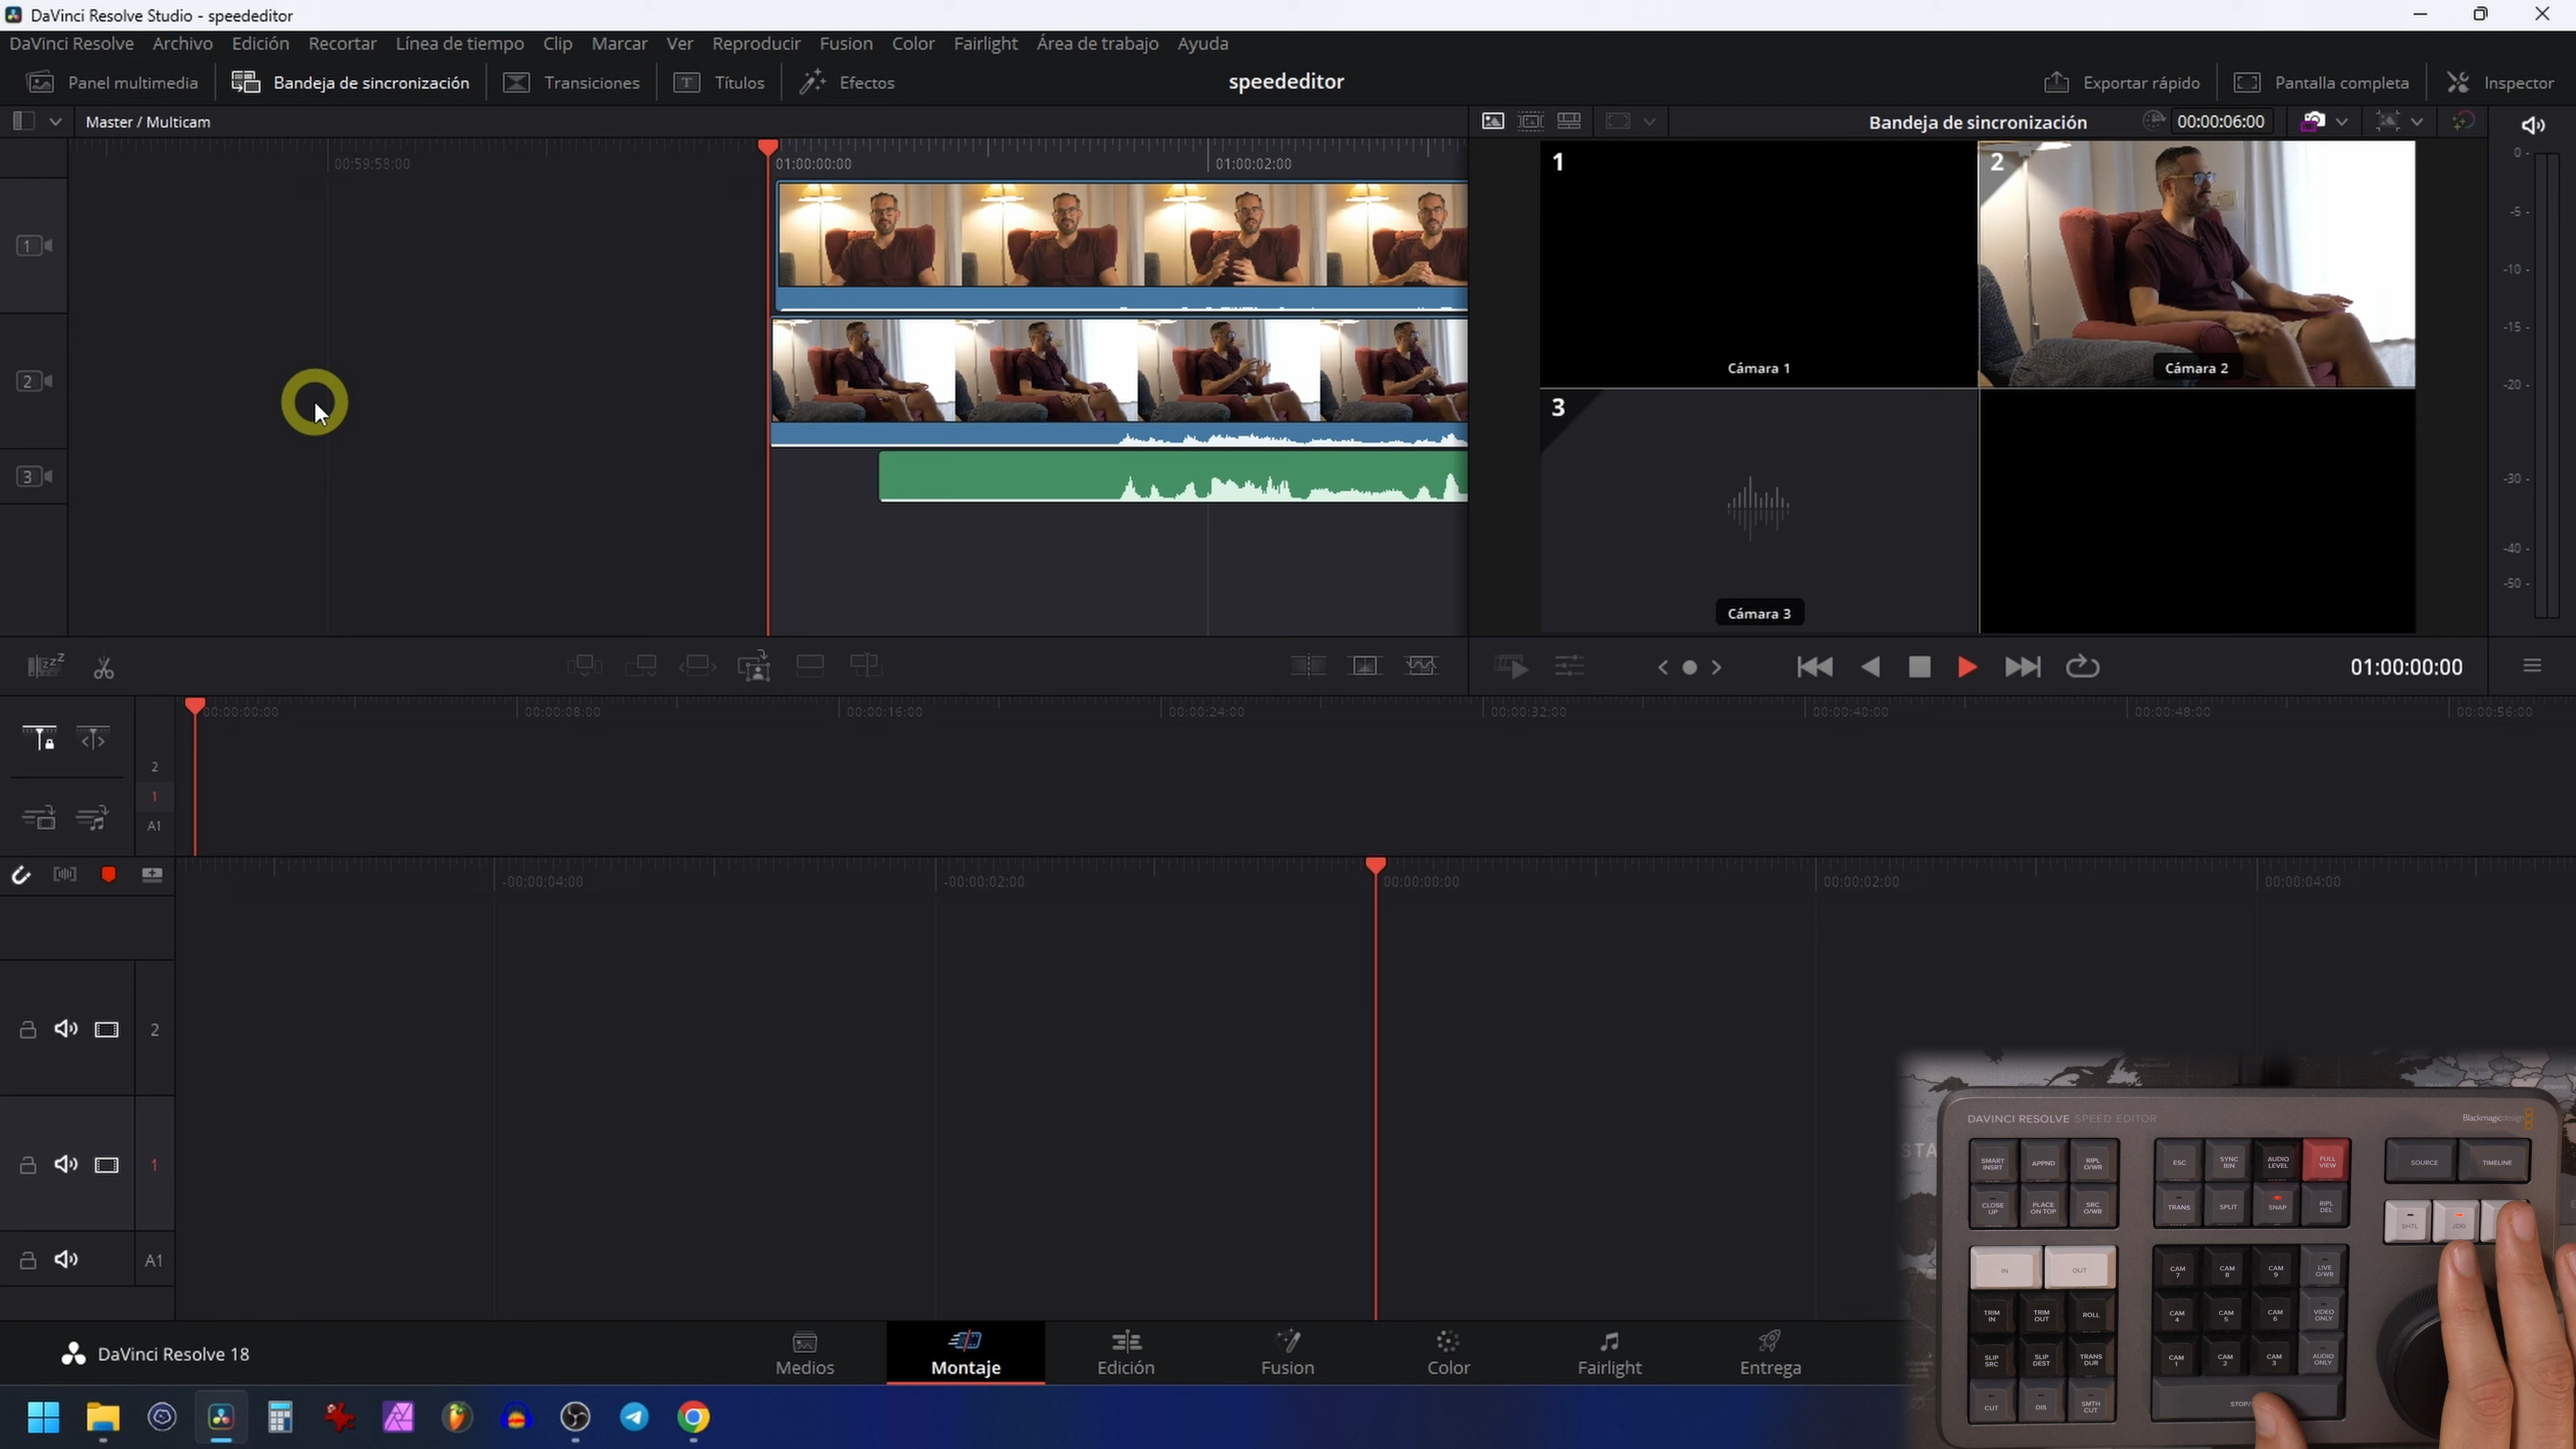 DaVinci Resolve Studio - speededitor
DaVinci Resolve Archivo Edición Recortar Línea de tiempo Clip Marcar Ver Reproducir Fusion Color Fairlight Área de trabajo Ayuda
Panel multimedia Bandeja de sincronización Transiciones Títulos Efectos speededitor Exportar rápido Pantalla completa Inspector
Master / Multicam Bandeja de sincronización 00:00:06:00
00:59:58:00 01:00:00:00 01:00:02:00
1
2
3
1
Cámara 1
2
Cámara 2
3
Cámara 3
0
-5
-10
-15
-20
-30
-40
-50
01:00:00:00
00:00:00:00 00:00:08:00 00:00:16:00 00:00:24:00 00:00:32:00 00:00:40:00 00:00:48:00 00:00:56:00
2
1
A1
-00:00:04:00 -00:00:02:00 00:00:00:00 00:00:02:00 00:00:04:00
2
1
A1
DaVinci Resolve 18
Medios Montaje Edición Fusion Color Fairlight Entrega
DAVINCI RESOLVE SPEED EDITOR Blackmagicdesign
SMART INSRT APPND RIPL O/WR ESC SYNC BIN AUDIO LEVEL FULL VIEW SOURCE TIMELINE
CLOSE UP PLACE ON TOP SRC O/WR TRANS SPLIT SNAP RIPL DEL SHTL JOG
IN OUT CAM 7 CAM 8 CAM 9 LIVE O/WR
TRIM IN TRIM OUT ROLL CAM 4 CAM 5 CAM 6 VIDEO ONLY
SLIP SRC SLIP DEST TRANS DUR CAM 1 CAM 2 CAM 3 AUDIO ONLY
CUT DIS SMTH CUT STOP/